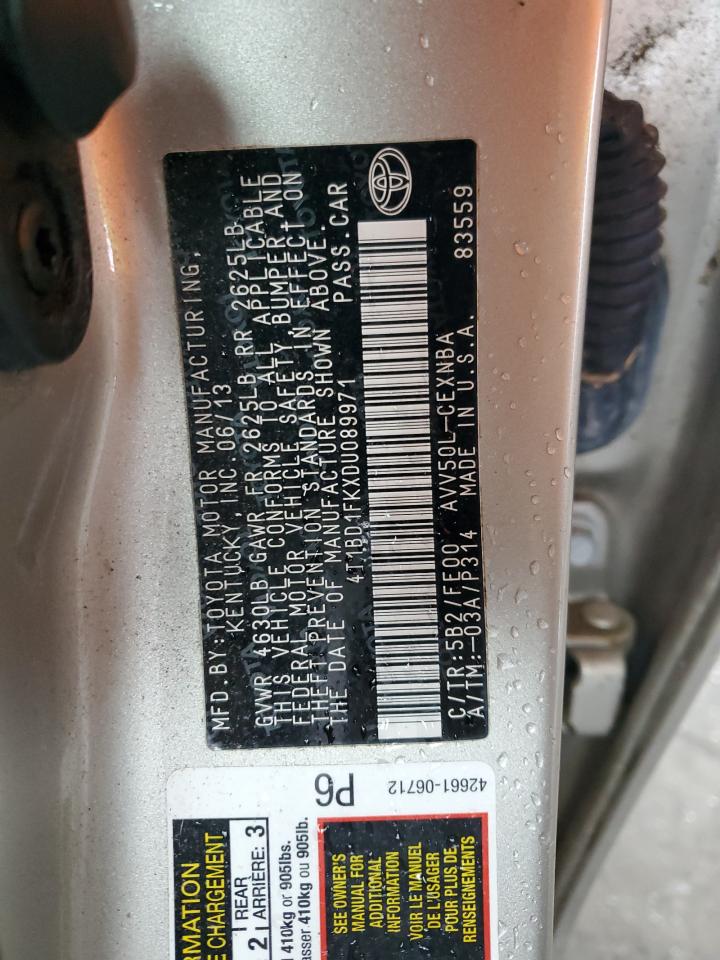 MFD.BY:TOYOTA MOTOR MANUFACTURING,
KENTUCKY, INC. 06/13
GVWR 4630LB GAWR FR 2625LB RR 2625LB
THIS VEHICLE CONFORMS TO ALL APPLICABLE
FEDERAL MOTOR VEHICLE SAFETY, BUMPER AND
THEFT PREVENTION STANDARDS IN EFFECT ON
THE DATE OF MANUFACTURE SHOWN ABOVE.
4T1BD1FKXDU089971 PASS.CAR
C/TR:5B2/FE00 AVV50L-CEXNBA
A/TM:-03A/P314 MADE IN U.S.A. 83559
P6
42661-06712
RMATION
E CHARGEMENT
2 REAR ARRIÈRE: 3
410kg or 905lbs.
asser 410kg ou 905lb.
SEE OWNER'S
MANUAL FOR
ADDITIONAL
INFORMATION
VOIR LE MANUEL
DE L'USAGER
POUR PLUS DE
RENSEIGNEMENTS